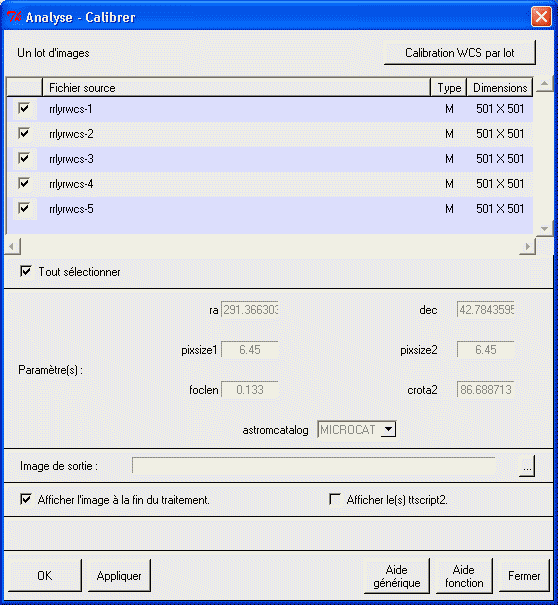 Analyse - Calibrer
Un lot d'images
Calibration WCS par lot
Fichier source Type Dimensions
rrlyrwcs-1 M 501 X 501
rrlyrwcs-2 M 501 X 501
rrlyrwcs-3 M 501 X 501
rrlyrwcs-4 M 501 X 501
rrlyrwcs-5 M 501 X 501
Tout sélectionner
ra 291.366303 dec 42.7843595
pixsize1 6.45 pixsize2 6.45
Paramètre(s) :
foclen 0.133 crota2 86.688713
astromcatalog MICROCAT
Image de sortie : ...
Afficher l'image à la fin du traitement. Afficher le(s) ttscript2.
OK Appliquer Aide générique Aide fonction Fermer